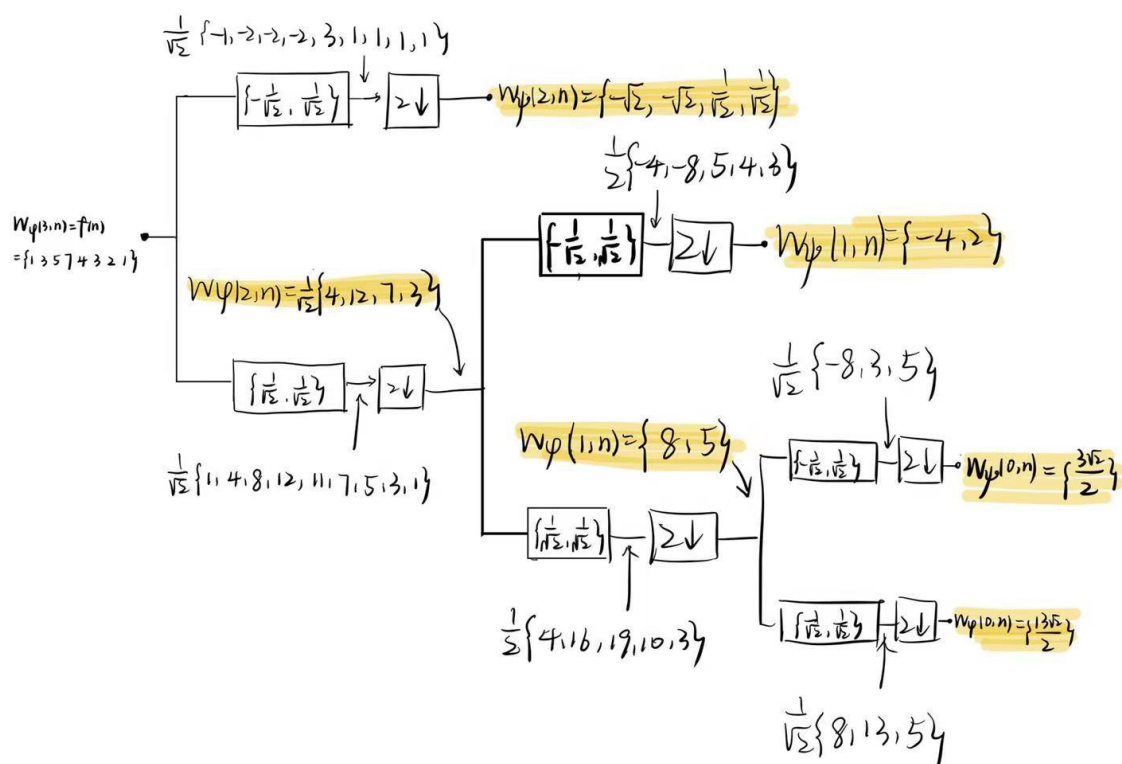 1/√2 {-1,-2,-2,-2,3,1,1,1,1}
{-1/√2, 1/√2}
2↓
Wψ(2,n)={-√2, -√2, 1/√2, 1/√2}
1/2{-4,-8,5,4,3}
Wφ(3,n)=f(n)
={1 3 5 7 4 3 2 1}
{-1/√2, 1/√2}
2↓
Wψ(1,n)={-4,2}
Wφ(2,n)=1/√2{4,12,7,3}
{1/√2, 1/√2}
2↓
1/√2{-8,3,5}
Wφ(1,n)={8,5}
{-1/√2, 1/√2}
2↓
Wψ(0,n)={3√2/2}
1/√2{1,4,8,12,11,7,5,3,1}
{1/√2, 1/√2}
2↓
1/2{4,16,19,10,3}
{1/√2, 1/√2}
2↓
Wφ(0,n)={13√2/2}
1/√2{8,13,5}